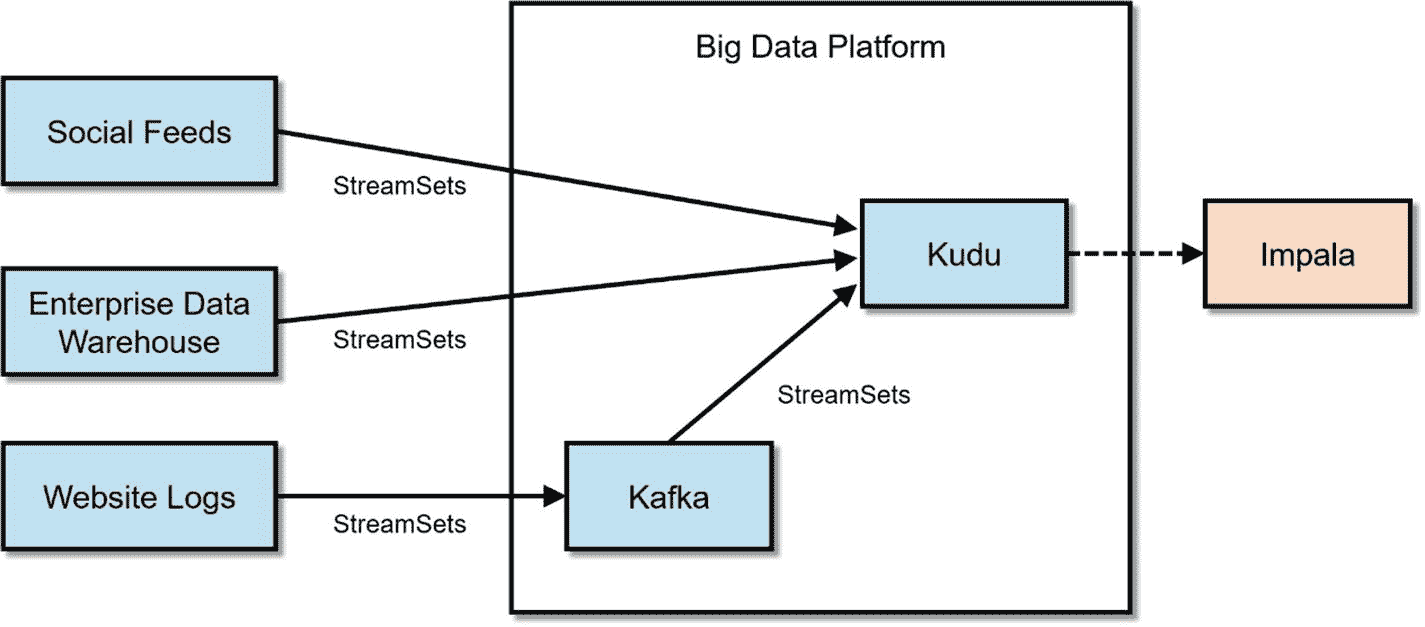 Big Data Platform
Social Feeds
StreamSets
Kudu
Impala
Enterprise Data
Warehouse
StreamSets
StreamSets
Website Logs
StreamSets
Kafka